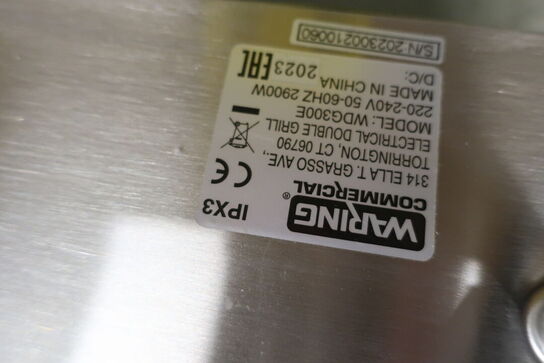 WARING
COMMERCIAL®
IPX3
314 ELLA T. GRASSO AVE.,
TORRINGTON, CT 06790
ELECTRICAL DOUBLE GRILL
MODEL: WDG300E
220-240V 50-60HZ 2900W
MADE IN CHINA
D/C: 2023
CE
EAC
S/N: 202300210060